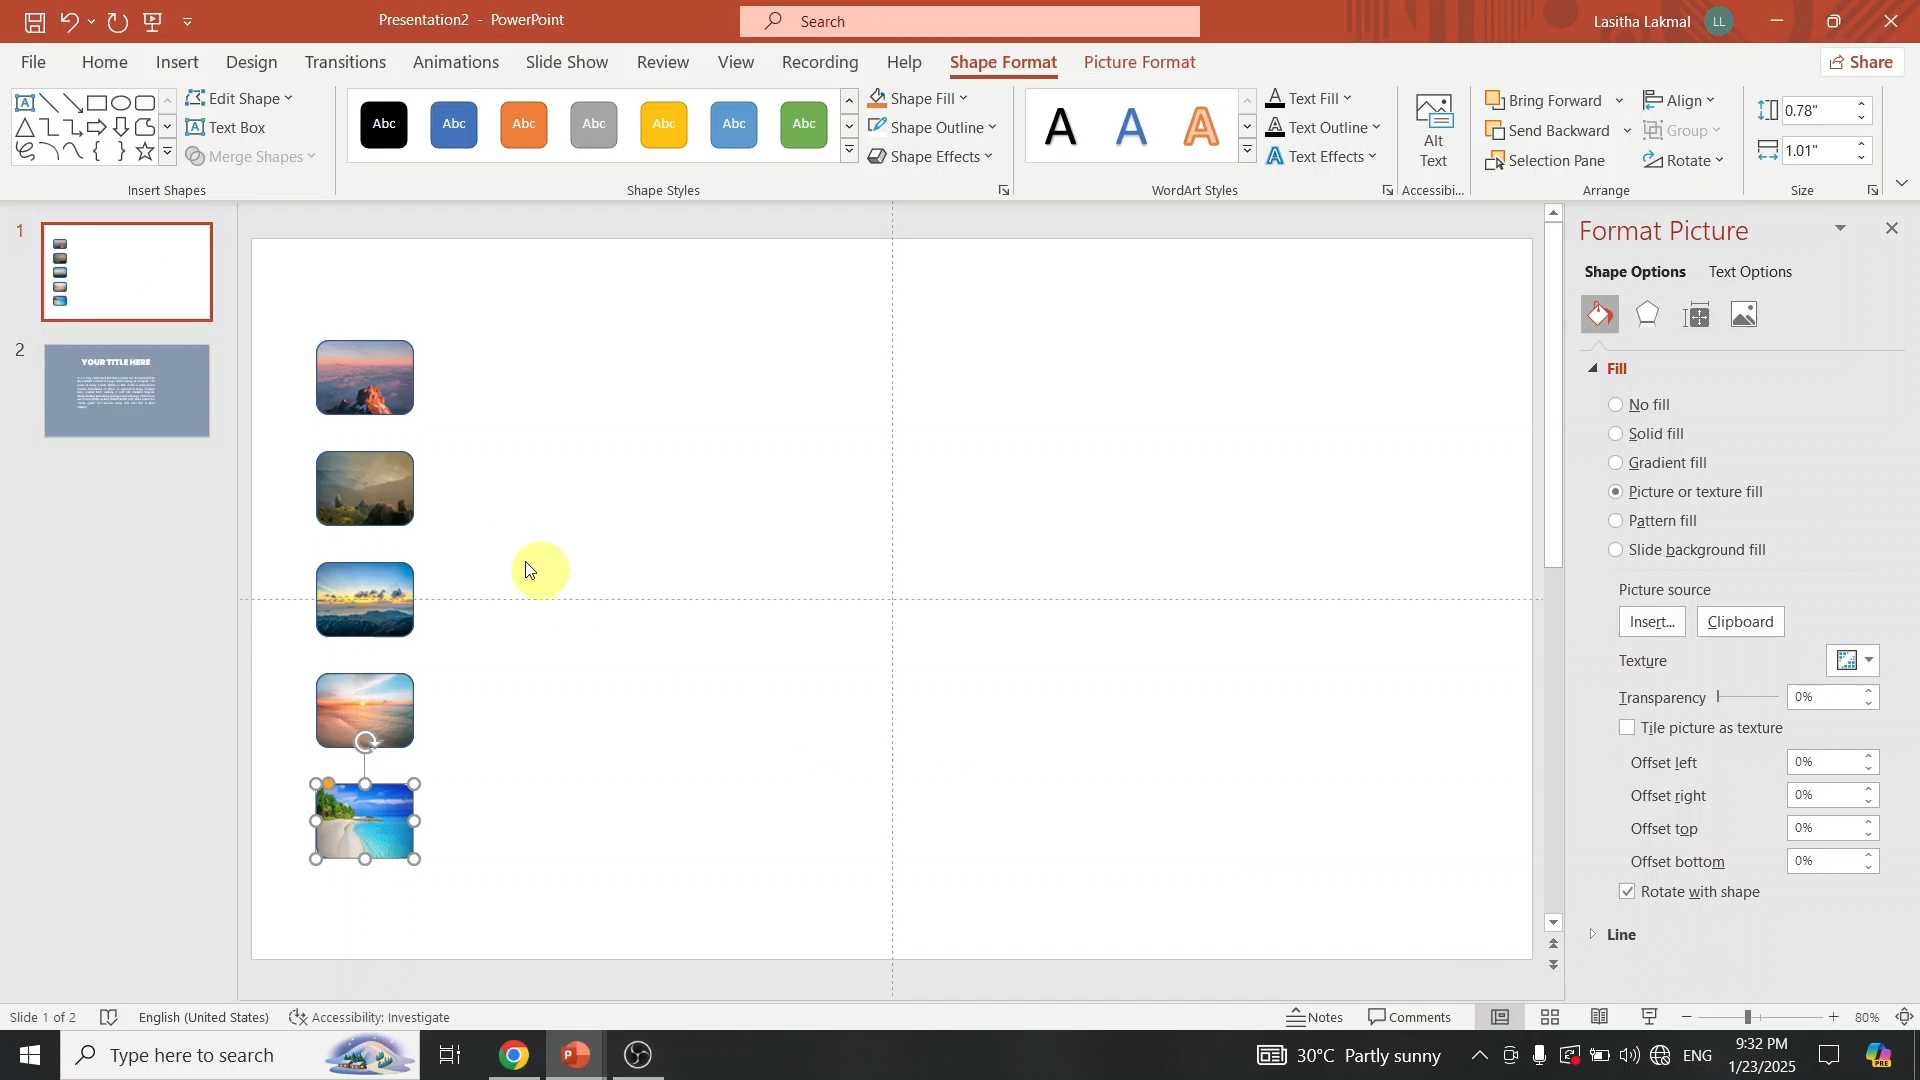 Presentation2 - PowerPoint
Search
Lasitha Lakmal
LL
File
Home
Insert
Design
Transitions
Animations
Slide Show
Review
View
Recording
Help
Shape Format
Picture Format
Share
Edit Shape
Text Box
Merge Shapes
Insert Shapes
Abc
Abc
Abc
Abc
Abc
Abc
Abc
Shape Fill
Shape Outline
Shape Effects
Shape Styles
A
A
A
Text Fill
Text Outline
Text Effects
WordArt Styles
Alt
Text
Accessibi...
Bring Forward
Send Backward
Selection Pane
Align
Group
Rotate
Arrange
0.78"
1.01"
Size
1
2
YOUR TITLE HERE
Format Picture
Shape Options
Text Options
Fill
No fill
Solid fill
Gradient fill
Picture or texture fill
Pattern fill
Slide background fill
Picture source
Insert...
Clipboard
Texture
Transparency
0%
Tile picture as texture
Offset left
0%
Offset right
0%
Offset top
0%
Offset bottom
0%
Rotate with shape
Line
Slide 1 of 2
English (United States)
Accessibility: Investigate
Notes
Comments
80%
Type here to search
30°C Partly sunny
ENG
9:32 PM
1/23/2025
PRE